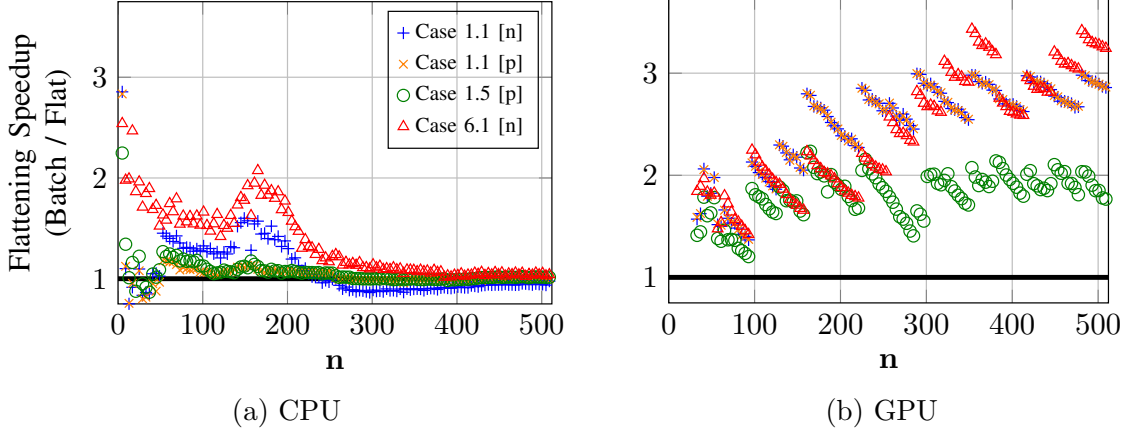 Flattening Speedup
(Batch / Flat)
3
2
1
Case 1.1 [n]
Case 1.1 [p]
Case 1.5 [p]
Case 6.1 [n]
0 100 200 300 400 500
n
(a) CPU
3
2
1
0 100 200 300 400 500
n
(b) GPU